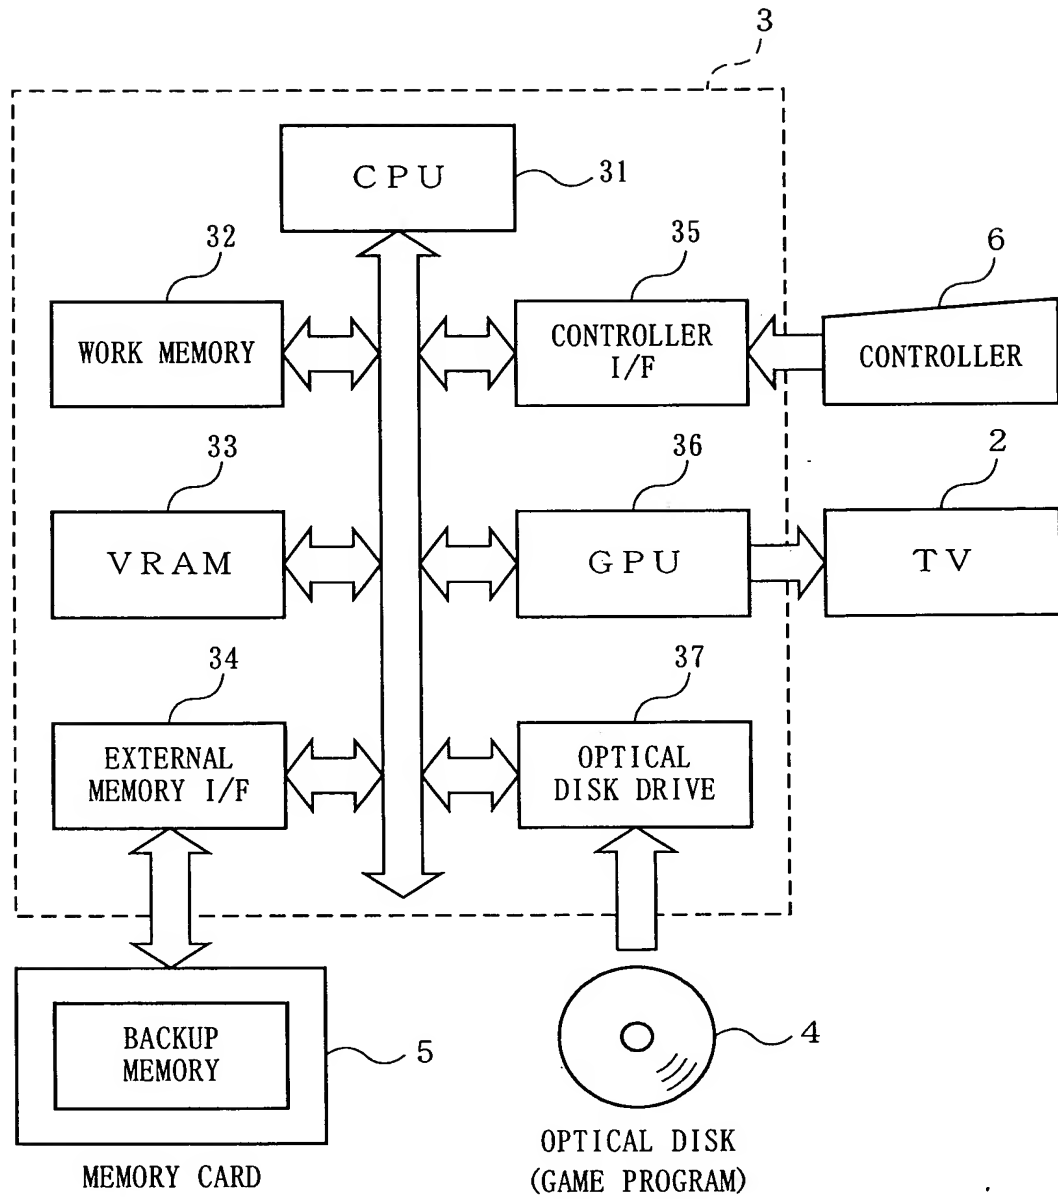 3
CPU
31
32
35
6
WORK MEMORY
CONTROLLER
I/F
CONTROLLER
33
36
2
VRAM
GPU
TV
34
37
EXTERNAL
MEMORY I/F
OPTICAL
DISK DRIVE
BACKUP
MEMORY
5
4
MEMORY CARD
OPTICAL DISK
(GAME PROGRAM)